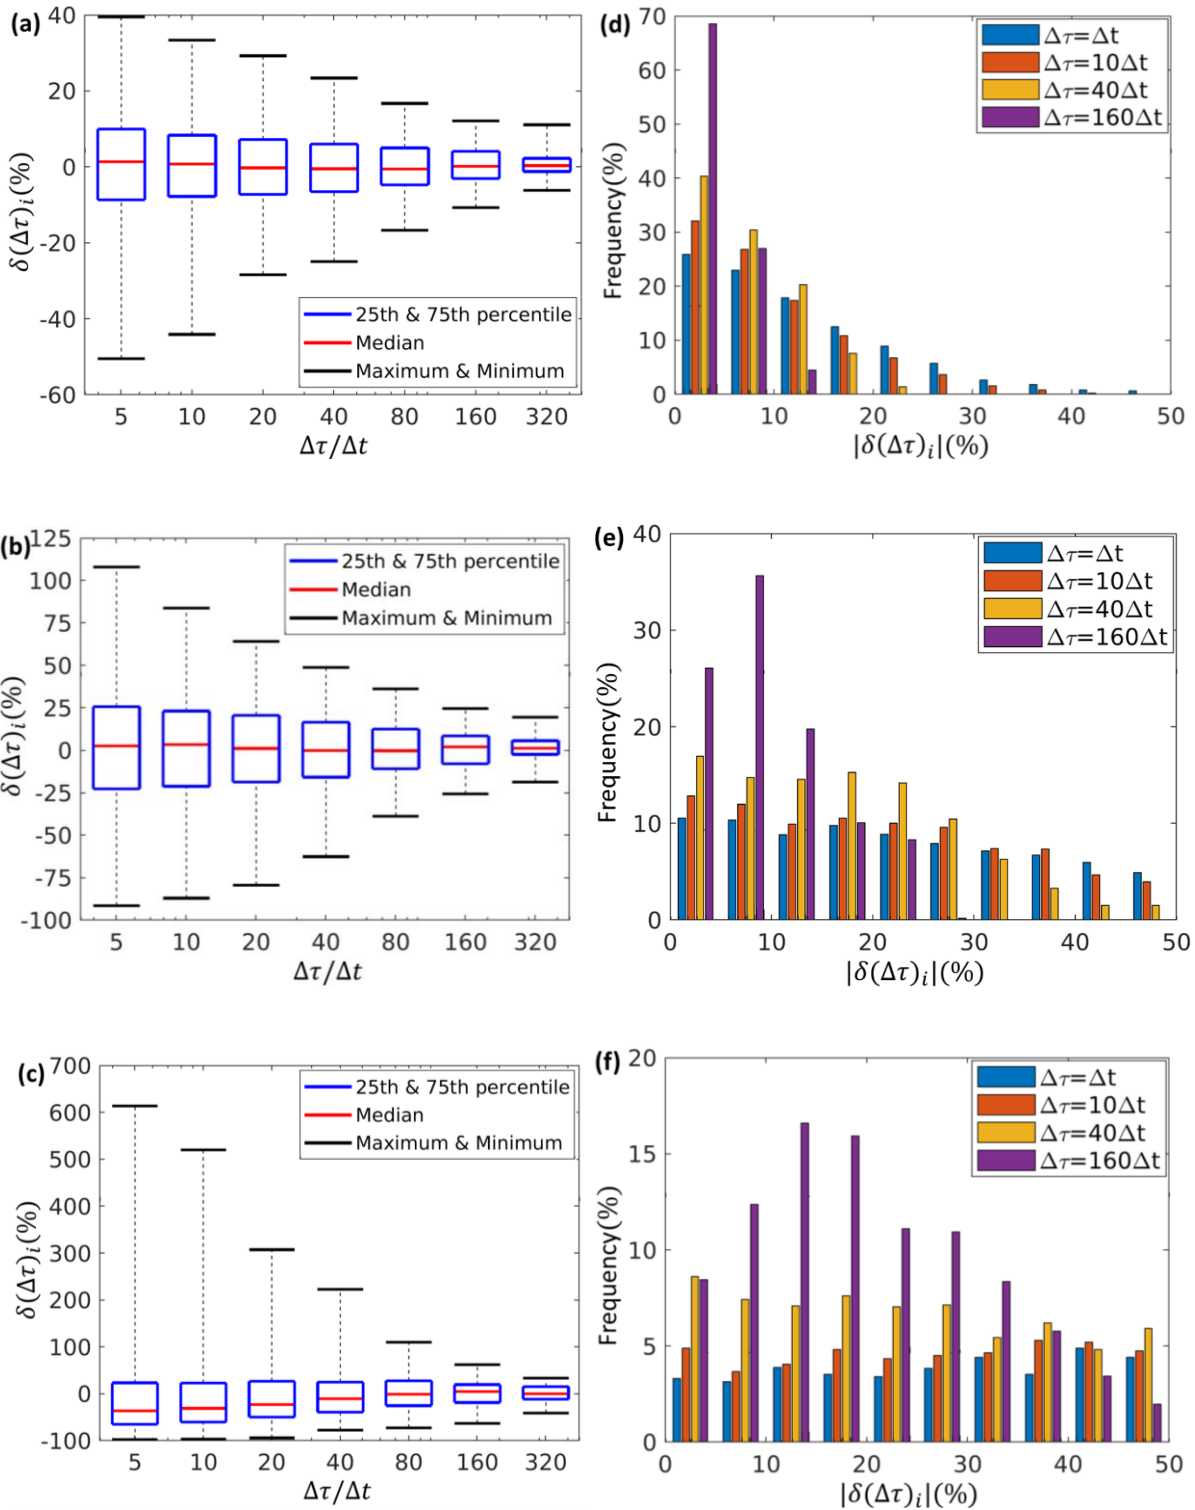 (a)
40
20
0
-20
-40
-60
δ(Δτ)ᵢ(%)
25th & 75th percentile
Median
Maximum & Minimum
5 10 20 40 80 160 320
Δτ/Δt
(d)
70
60
50
40
30
20
10
0
Frequency(%)
Δτ=Δt
Δτ=10Δt
Δτ=40Δt
Δτ=160Δt
0 10 20 30 40 50
|δ(Δτ)ᵢ|(%)
(b)
125
100
75
50
25
0
-25
-50
-75
-100
δ(Δτ)ᵢ(%)
25th & 75th percentile
Median
Maximum & Minimum
5 10 20 40 80 160 320
Δτ/Δt
(e)
40
30
20
10
0
Frequency(%)
Δτ=Δt
Δτ=10Δt
Δτ=40Δt
Δτ=160Δt
0 10 20 30 40 50
|δ(Δτ)ᵢ|(%)
(c)
700
600
500
400
300
200
100
0
-100
δ(Δτ)ᵢ(%)
25th & 75th percentile
Median
Maximum & Minimum
5 10 20 40 80 160 320
Δτ/Δt
(f)
20
15
10
5
0
Frequency(%)
Δτ=Δt
Δτ=10Δt
Δτ=40Δt
Δτ=160Δt
0 10 20 30 40 50
|δ(Δτ)ᵢ|(%)